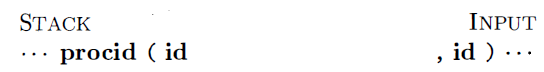 STACK INPUT
··· procid ( id , id ) ···